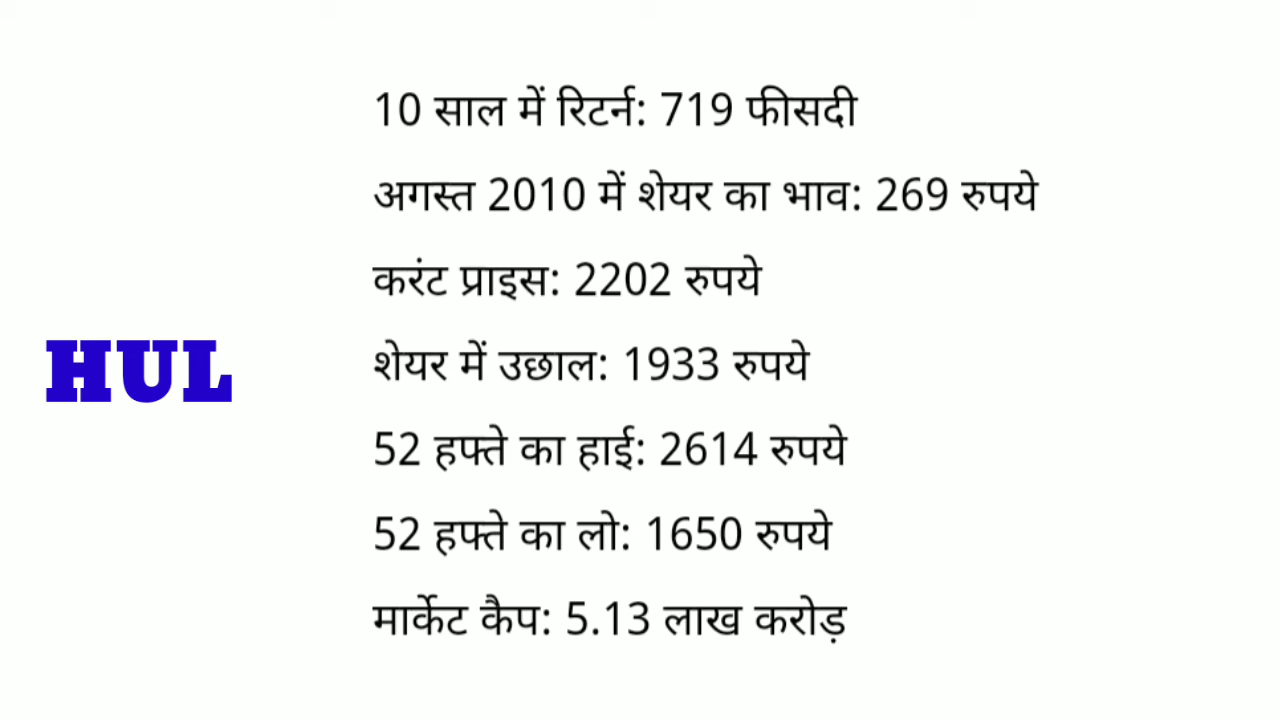 10 साल में रिटर्न: 719 फीसदी
अगस्त 2010 में शेयर का भाव: 269 रुपये
करंट प्राइस: 2202 रुपये
HUL
शेयर में उछाल: 1933 रुपये
52 हफ्ते का हाई: 2614 रुपये
52 हफ्ते का लो: 1650 रुपये
मार्केट कैप: 5.13 लाख करोड़